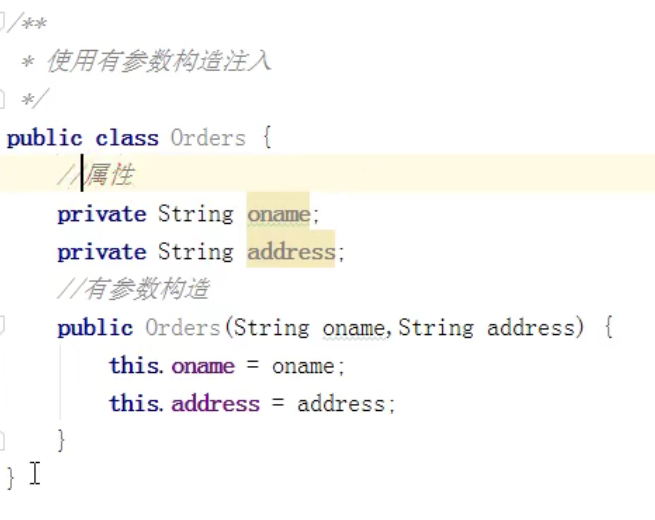 /**
* 使用有参数构造注入
*/
public class Orders {
//属性
private String oname;
private String address;
//有参数构造
public Orders(String oname,String address) {
this.oname = oname;
this.address = address;
}
}